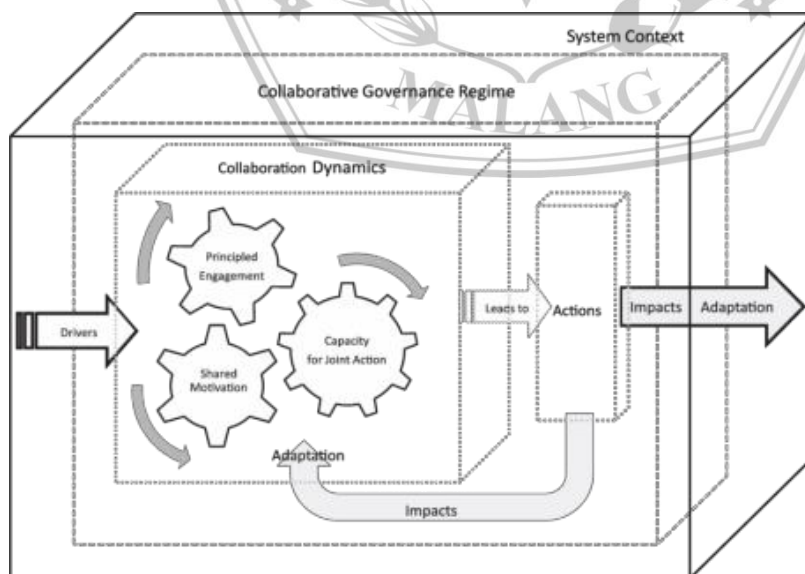 System Context
Collaborative Governance Regime
MALANG
Collaboration Dynamics
Principled
Engagement
Drivers
Leads to
Actions
Impacts
Adaptation
Capacity
for Joint Action
Shared
Motivation
Adaptation
Impacts